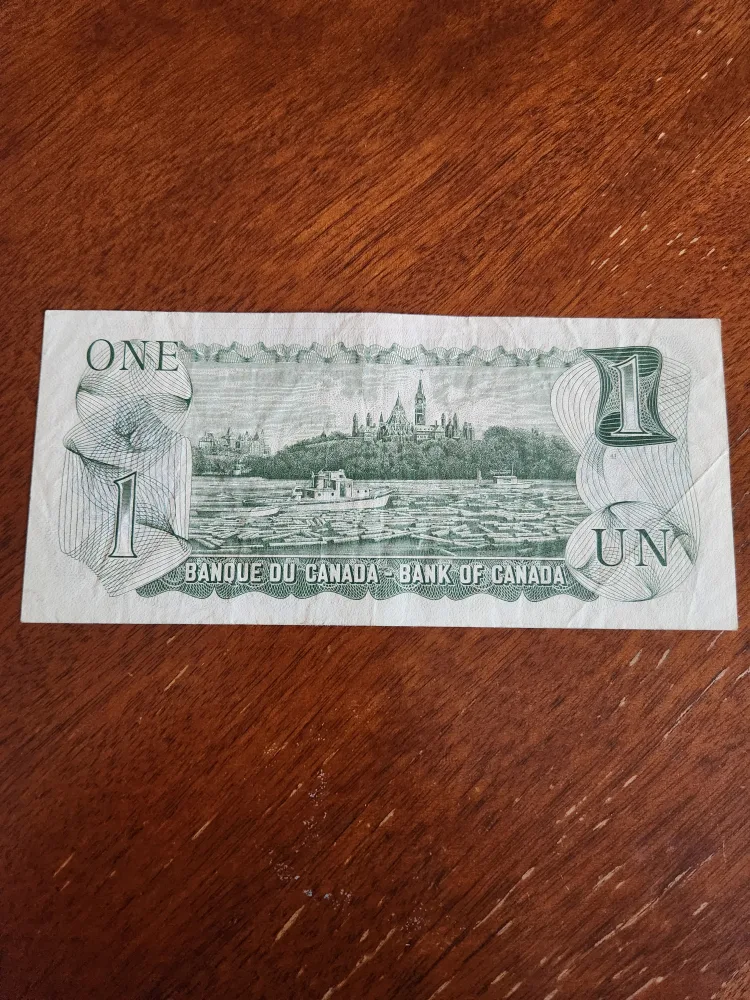 ONE
1
1
UN
BANQUE DU CANADA - BANK OF CANADA